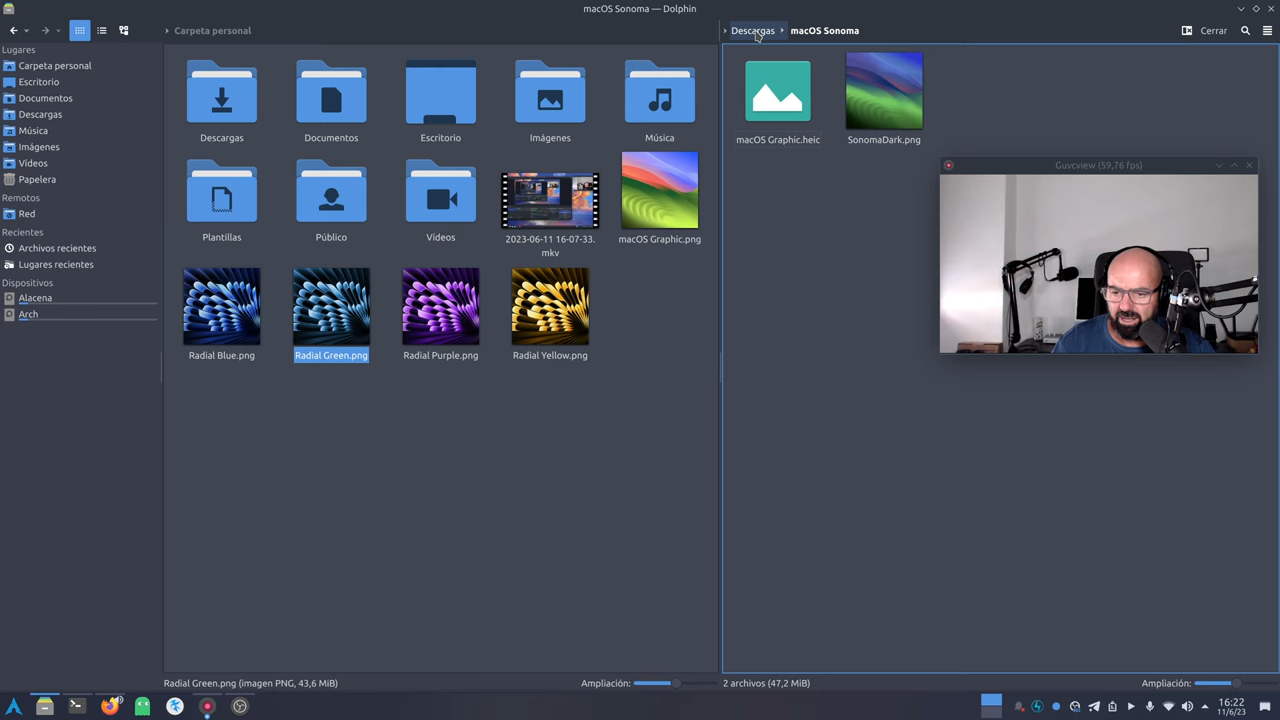 macOS Sonoma — Dolphin
Carpeta personal
Descargas
macOS Sonoma
Cerrar
Lugares
Carpeta personal
Escritorio
Documentos
Descargas
Música
Imágenes
Vídeos
Papelera
Remotos
Red
Recientes
Archivos recientes
Lugares recientes
Dispositivos
Alacena
Arch
Descargas
Documentos
Escritorio
Imágenes
Música
Plantillas
Público
Vídeos
2023-06-11 16-07-33.
mkv
macOS Graphic.png
Radial Blue.png
Radial Green.png
Radial Purple.png
Radial Yellow.png
macOS Graphic.heic
SonomaDark.png
Guvcview (59,76 fps)
Radial Green.png (imagen PNG, 43,6 MiB)
Ampliación:
2 archivos (47,2 MiB)
Ampliación:
16:22
11/6/23